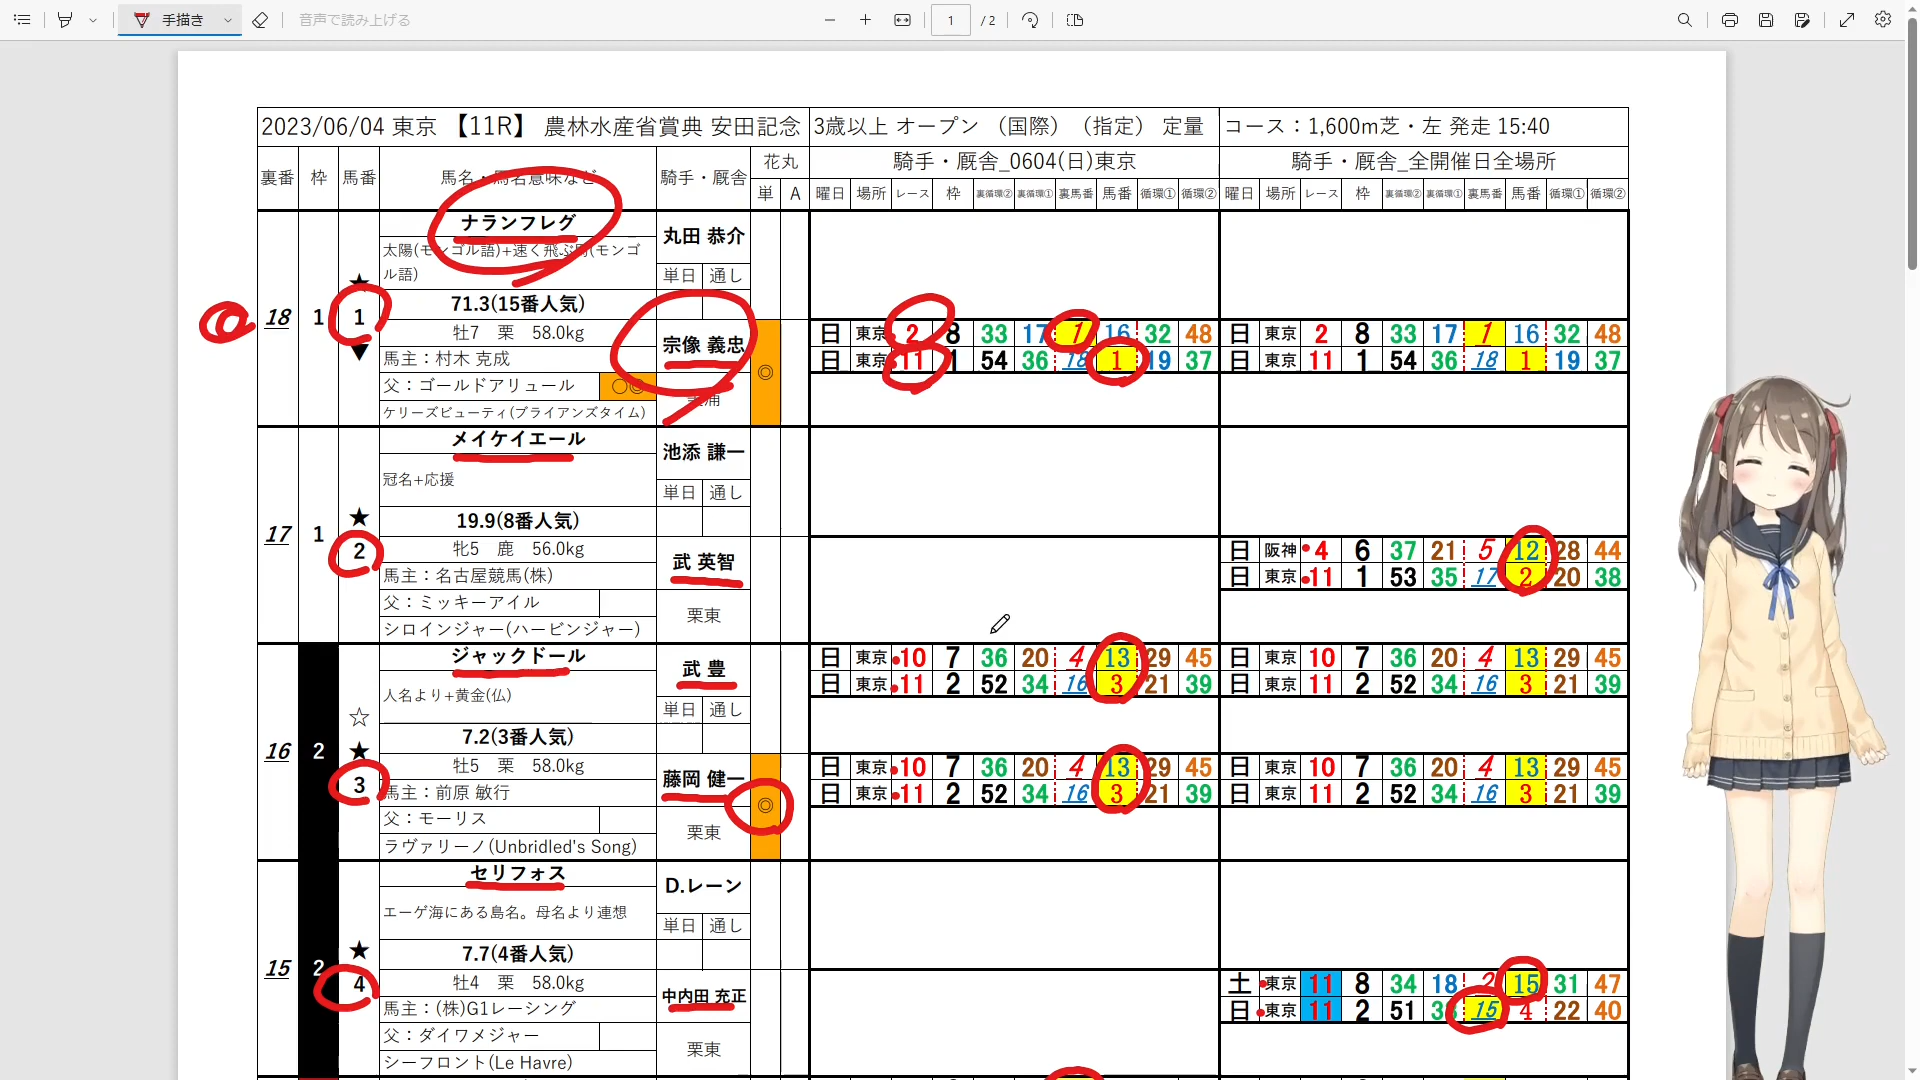 手描き
音声で読み上げる
1 / 2
2023/06/04 東京 【11R】 農林水産省賞典 安田記念 3歳以上 オープン （国際）（指定） 定量 コース：1,600m芝・左 発走 15:40
裏番 枠 馬番 馬名・馬名意味など 騎手・厩舎 花丸 騎手・厩舎_0604(日)東京 騎手・厩舎_全開催日全場所
単 A 曜日 場所 レース 枠 裏循環② 裏循環① 裏馬番 馬番 循環① 循環② 曜日 場所 レース 枠 裏循環② 裏循環① 裏馬番 馬番 循環① 循環②
ナランフレグ 丸田 恭介
太陽(モンゴル語)+速く飛ぶ (モンゴ
ル語) 単日 通し
★
71.3(15番人気)
18 1 1
牡7 栗 58.0kg 宗像 義忠 日 東京 2 8 33 17 1 16 32 48 日 東京 2 8 33 17 1 16 32 48
▼ 馬主：村木 克成 ◎ 日 東京 11 1 54 36 18 1 19 37 日 東京 11 1 54 36 18 1 19 37
父：ゴールドアリュール 〇◎
ケリーズビューティ(ブライアンズタイム)
メイケイエール 池添 謙一
冠名+応援 単日 通し
★ 19.9(8番人気)
17 1 2 牝5 鹿 56.0kg 武 英智 日 阪神 4 6 37 21 5 12 28 44
馬主：名古屋競馬(株) 日 東京 11 1 53 35 17 2 20 38
父：ミッキーアイル 栗東
シロインジャー(ハービンジャー)
ジャックドール 武 豊 日 東京 10 7 36 20 4 13 29 45 日 東京 10 7 36 20 4 13 29 45
人名より+黄金(仏) 日 東京 11 2 52 34 16 3 21 39 日 東京 11 2 52 34 16 3 21 39
☆ 単日 通し
★ 7.2(3番人気)
16 2 3 牡5 栗 58.0kg 藤岡 健一 日 東京 10 7 36 20 4 13 29 45 日 東京 10 7 36 20 4 13 29 45
馬主：前原 敏行 ◎ 日 東京 11 2 52 34 16 3 21 39 日 東京 11 2 52 34 16 3 21 39
父：モーリス 栗東
ラヴァリーノ(Unbridled's Song)
セリフォス D.レーン
エーゲ海にある島名。母名より連想 単日 通し
★ 7.7(4番人気)
15 2 4 牡4 栗 58.0kg 中内田 充正 土 東京 11 8 34 18 2 15 31 47
馬主：(株)G1レーシング 日 東京 11 2 51 15 4 22 40
父：ダイワメジャー 栗東
シーフロント(Le Havre)